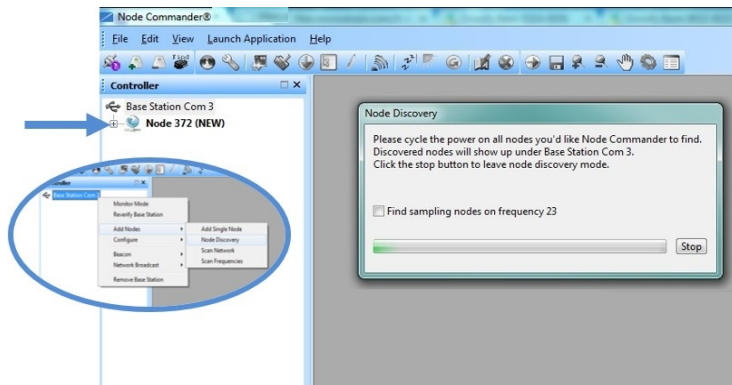 Node Commander®
File Edit View Launch Application Help
Controller
Base Station Com 3
Node 372 (NEW)
Node Discovery
Please cycle the power on all nodes you'd like Node Commander to find.
Discovered nodes will show up under Base Station Com 3.
Click the stop button to leave node discovery mode.
Find sampling nodes on frequency 23
Stop
Base Station Com
Monitor Mode
Reverify Base Station
Add Nodes
Configure
Beacon
Network Broadcast
Remove Base Station
Add Single Node
Node Discovery
Scan Network
Scan Frequencies